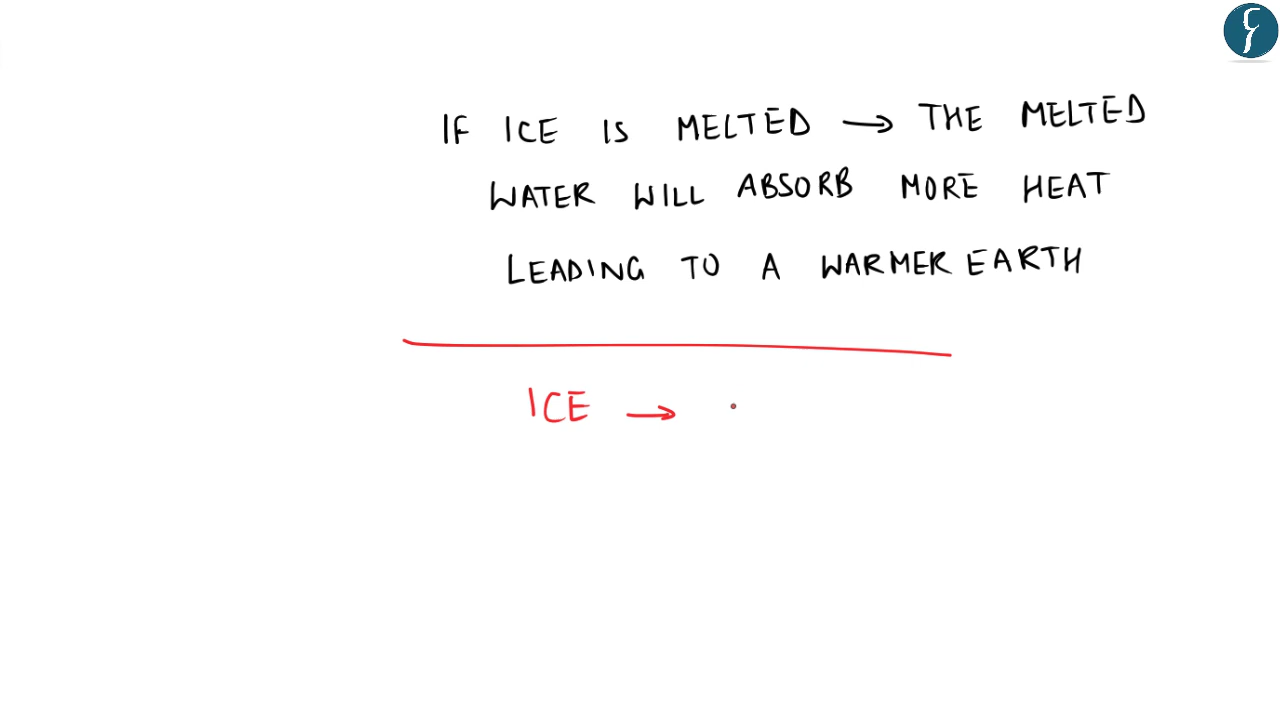 IF ICE IS MELTED → THE MELTED
WATER WILL ABSORB MORE HEAT
LEADING TO A WARMER EARTH
ICE →